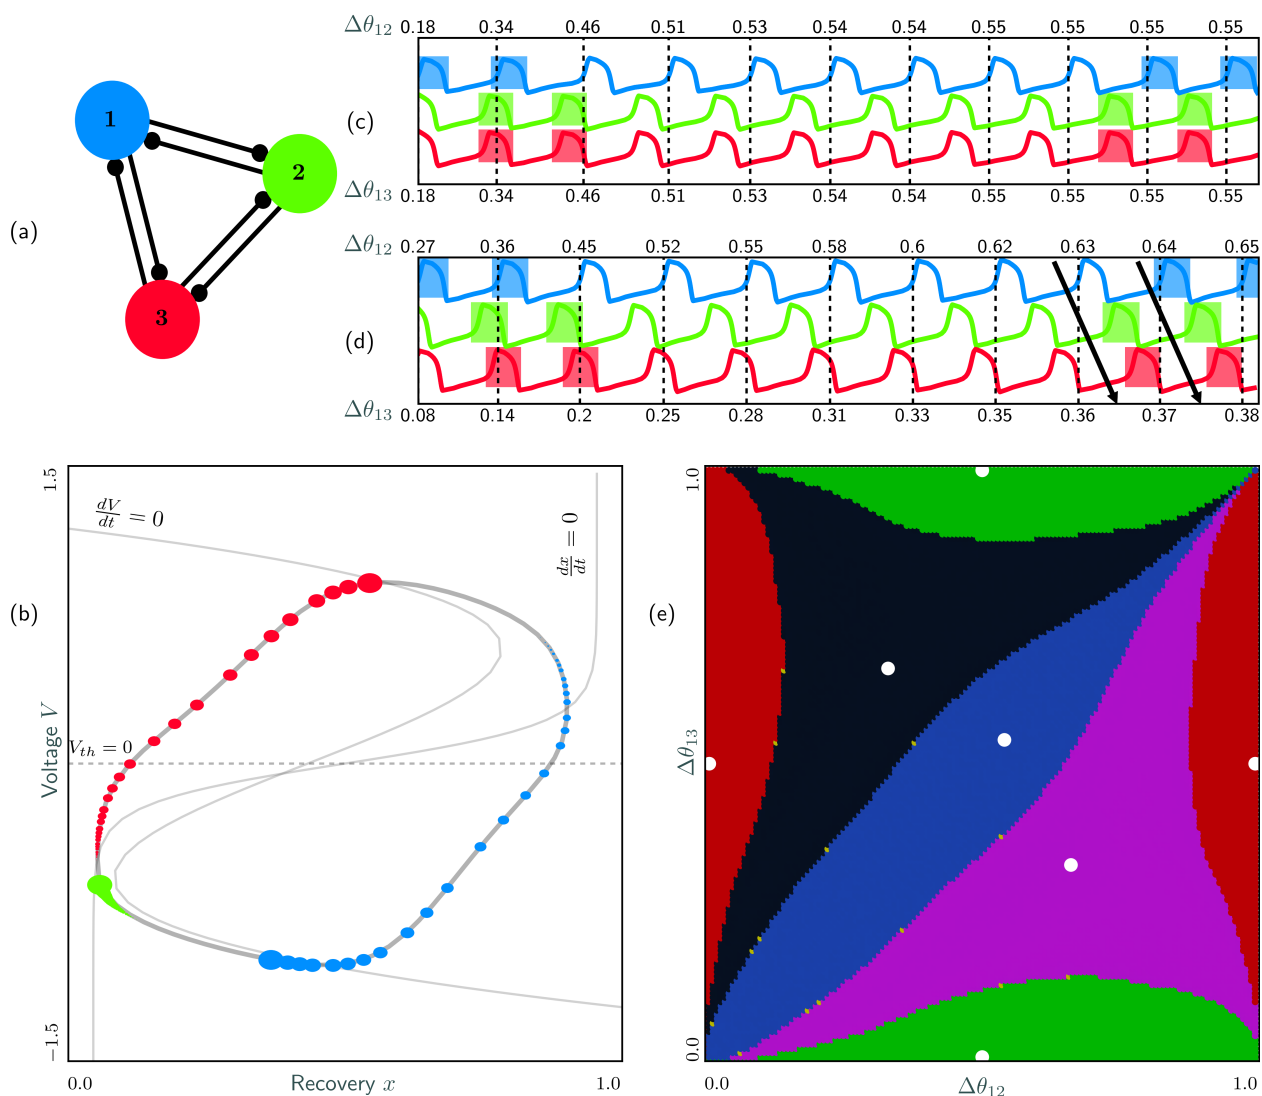 Δθ12 0.18 0.34 0.46 0.51 0.53 0.54 0.54 0.55 0.55 0.55 0.55
(c)
Δθ13 0.18 0.34 0.46 0.51 0.53 0.54 0.54 0.55 0.55 0.55 0.55
1
2
3
(a)
Δθ12 0.27 0.36 0.45 0.52 0.55 0.58 0.6 0.62 0.63 0.64 0.65
(d)
Δθ13 0.08 0.14 0.2 0.25 0.28 0.31 0.33 0.35 0.36 0.37 0.38
(b)
1.5
dV/dt = 0
dx/dt = 0
Voltage V
Vth = 0
−1.5
0.0 Recovery x 1.0
(e)
1.0
Δθ13
0.0
0.0 Δθ12 1.0